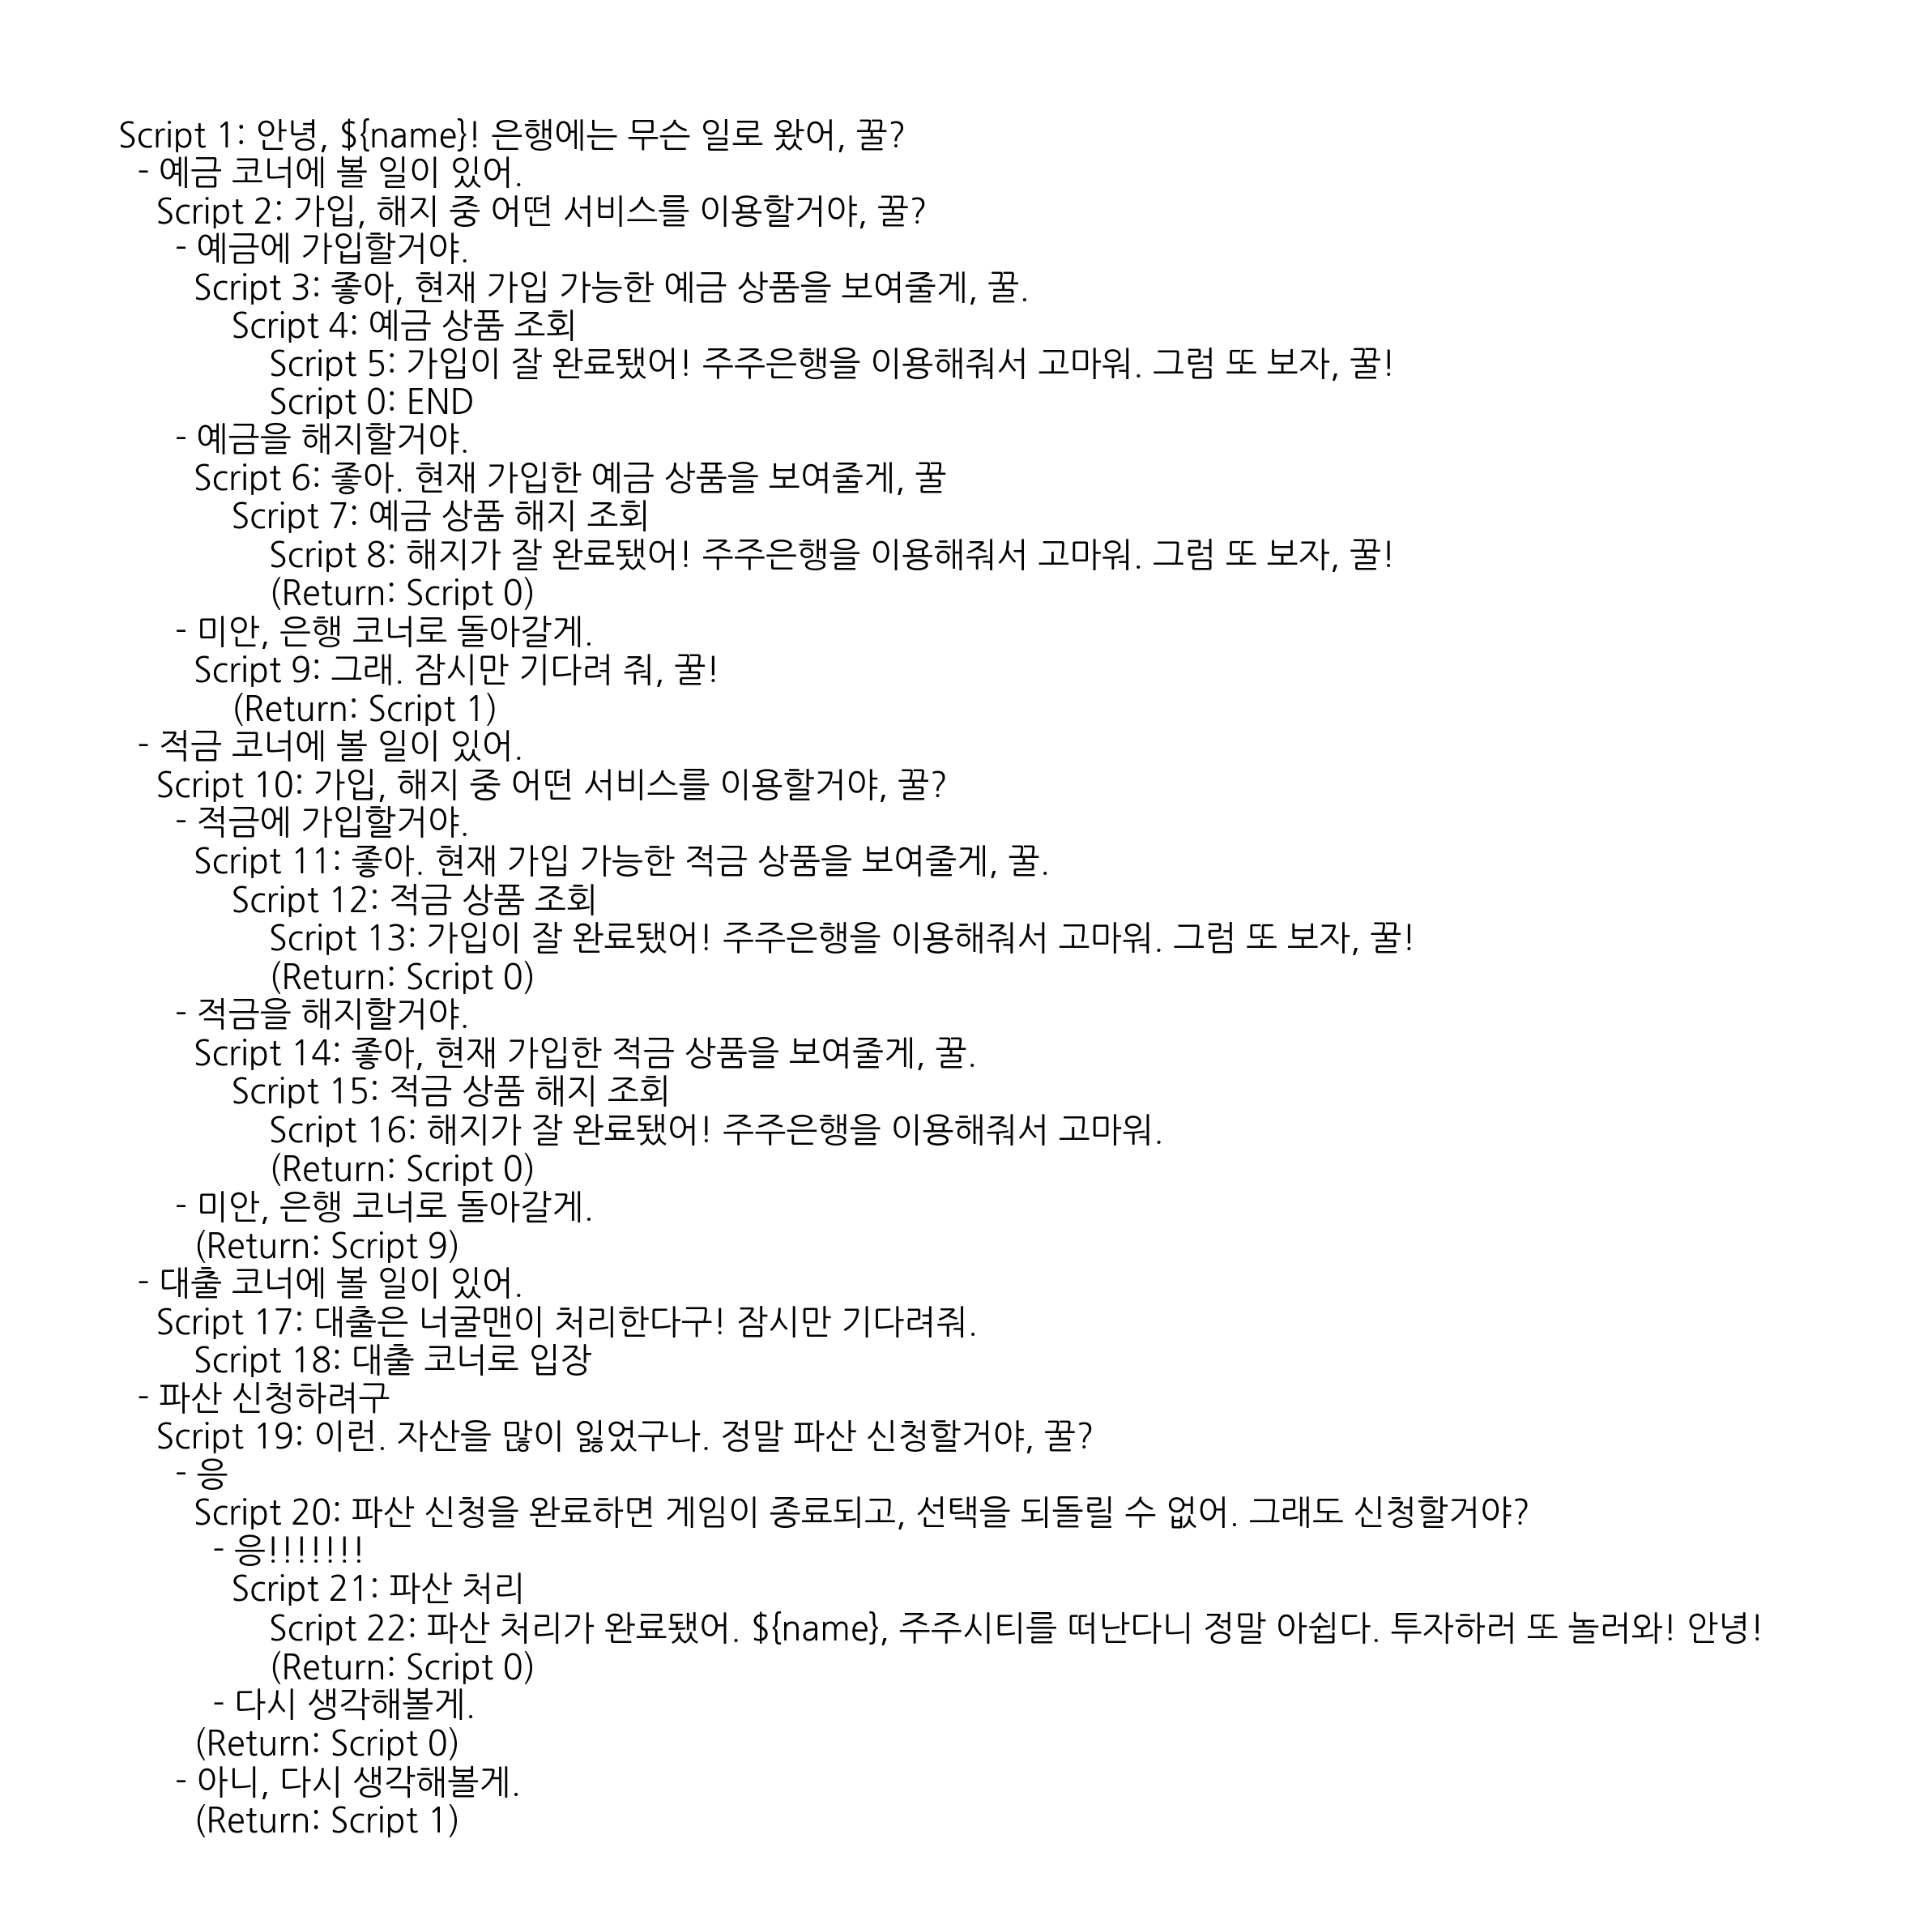 Script 1: 안녕, ${name}! 은행에는 무슨 일로 왔어, 꿀?
- 예금 코너에 볼 일이 있어.
Script 2: 가입, 해지 중 어떤 서비스를 이용할거야, 꿀?
- 예금에 가입할거야.
Script 3: 좋아, 현재 가입 가능한 예금 상품을 보여줄게, 꿀.
Script 4: 예금 상품 조회
Script 5: 가입이 잘 완료됐어! 주주은행을 이용해줘서 고마워. 그럼 또 보자, 꿀!
Script 0: END
- 예금을 해지할거야.
Script 6: 좋아. 현재 가입한 예금 상품을 보여줄게, 꿀
Script 7: 예금 상품 해지 조회
Script 8: 해지가 잘 완료됐어! 주주은행을 이용해줘서 고마워. 그럼 또 보자, 꿀!
(Return: Script 0)
- 미안, 은행 코너로 돌아갈게.
Script 9: 그래. 잠시만 기다려 줘, 꿀!
(Return: Script 1)
- 적금 코너에 볼 일이 있어.
Script 10: 가입, 해지 중 어떤 서비스를 이용할거야, 꿀?
- 적금에 가입할거야.
Script 11: 좋아. 현재 가입 가능한 적금 상품을 보여줄게, 꿀.
Script 12: 적금 상품 조회
Script 13: 가입이 잘 완료됐어! 주주은행을 이용해줘서 고마워. 그럼 또 보자, 꿀!
(Return: Script 0)
- 적금을 해지할거야.
Script 14: 좋아, 현재 가입한 적금 상품을 보여줄게, 꿀.
Script 15: 적금 상품 해지 조회
Script 16: 해지가 잘 완료됐어! 주주은행을 이용해줘서 고마워.
(Return: Script 0)
- 미안, 은행 코너로 돌아갈게.
(Return: Script 9)
- 대출 코너에 볼 일이 있어.
Script 17: 대출은 너굴맨이 처리한다구! 잠시만 기다려줘.
Script 18: 대출 코너로 입장
- 파산 신청하려구
Script 19: 이런. 자산을 많이 잃었구나. 정말 파산 신청할거야, 꿀?
- 응
Script 20: 파산 신청을 완료하면 게임이 종료되고, 선택을 되돌릴 수 없어. 그래도 신청할거야?
- 응!!!!!!!
Script 21: 파산 처리
Script 22: 파산 처리가 완료됐어. ${name}, 주주시티를 떠난다니 정말 아쉽다. 투자하러 또 놀러와! 안녕!
(Return: Script 0)
- 다시 생각해볼게.
(Return: Script 0)
- 아니, 다시 생각해볼게.
(Return: Script 1)